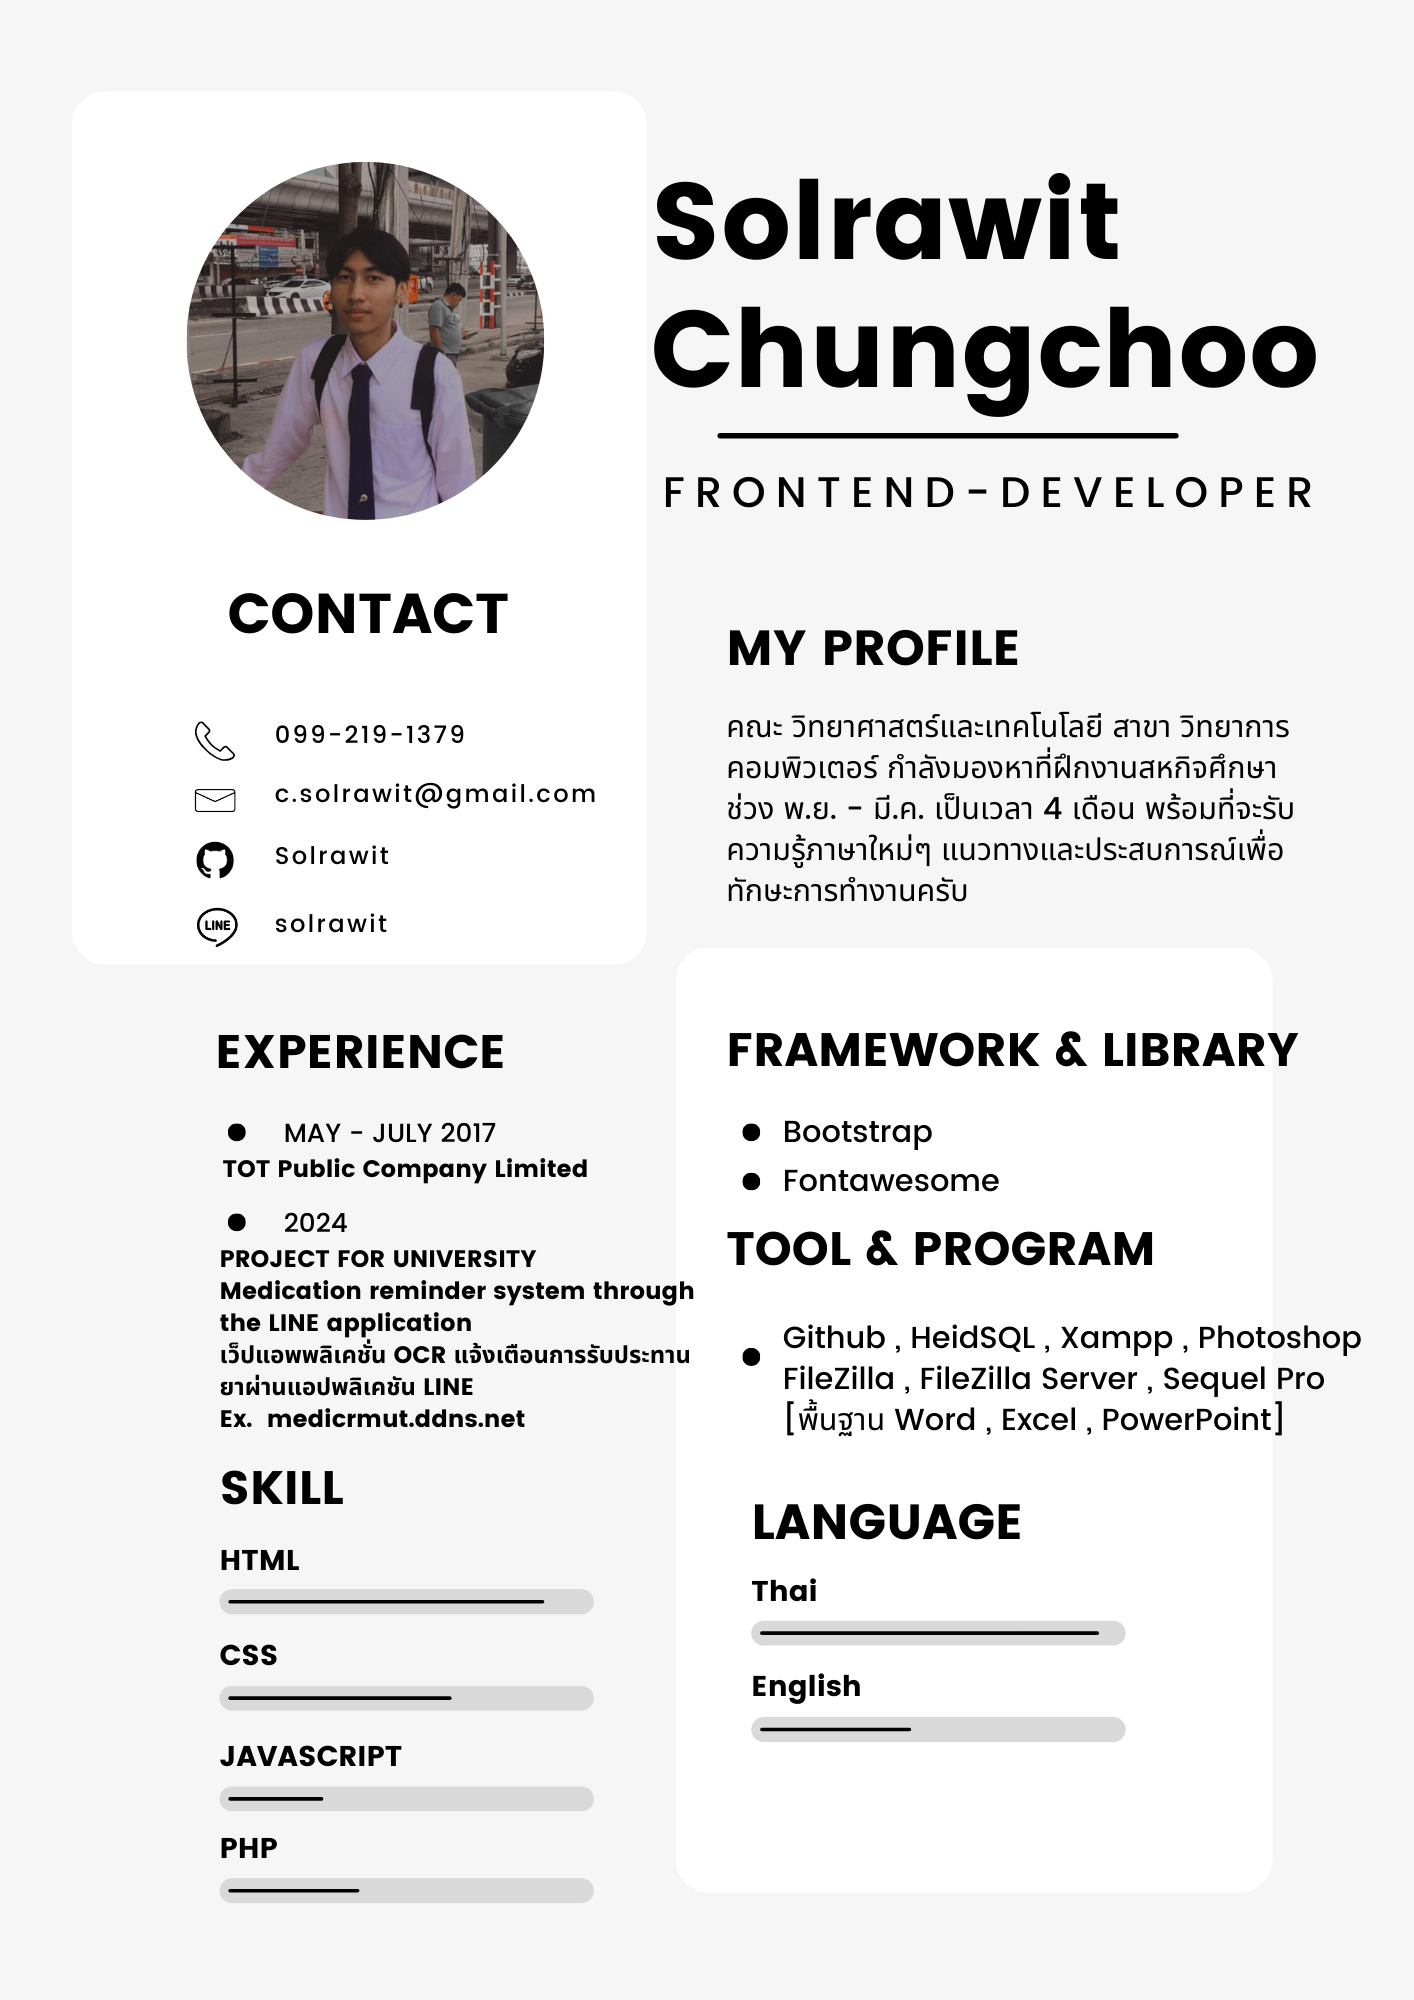 Solrawit
Chungchoo
FRONTEND-DEVELOPER
CONTACT
099-219-1379
c.solrawit@gmail.com
Solrawit
LINE
solrawit
MY PROFILE
คณะ วิทยาศาสตร์และเทคโนโลยี สาขา วิทยาการ
คอมพิวเตอร์ กำลังมองหาที่ฝึกงานสหกิจศึกษา
ช่วง พ.ย. - มี.ค. เป็นเวลา 4 เดือน พร้อมที่จะรับ
ความรู้ภาษาใหม่ๆ แนวทางและประสบการณ์เพื่อ
ทักษะการทำงานครับ
EXPERIENCE
MAY - JULY 2017
TOT Public Company Limited
2024
PROJECT FOR UNIVERSITY
Medication reminder system through
the LINE application
เว็ปแอพพลิเคชั่น OCR แจ้งเตือนการรับประทาน
ยาผ่านแอปพลิเคชัน LINE
Ex. medicrmut.ddns.net
SKILL
HTML
CSS
JAVASCRIPT
PHP
FRAMEWORK & LIBRARY
Bootstrap
Fontawesome
TOOL & PROGRAM
Github , HeidSQL , Xampp , Photoshop
FileZilla , FileZilla Server , Sequel Pro
[พื้นฐาน Word , Excel , PowerPoint]
LANGUAGE
Thai
English